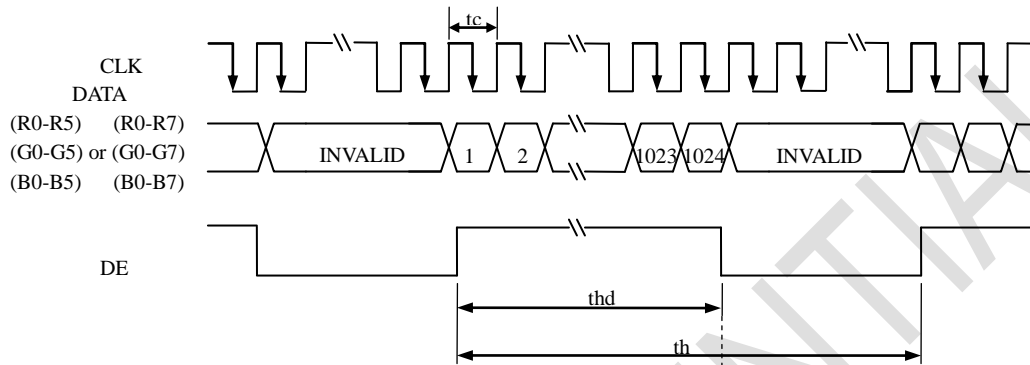 tc
CLK
DATA
(R0-R5) (R0-R7)
(G0-G5) or (G0-G7)
(B0-B5) (B0-B7)
INVALID 1 2 1023 1024 INVALID
DE
thd
th